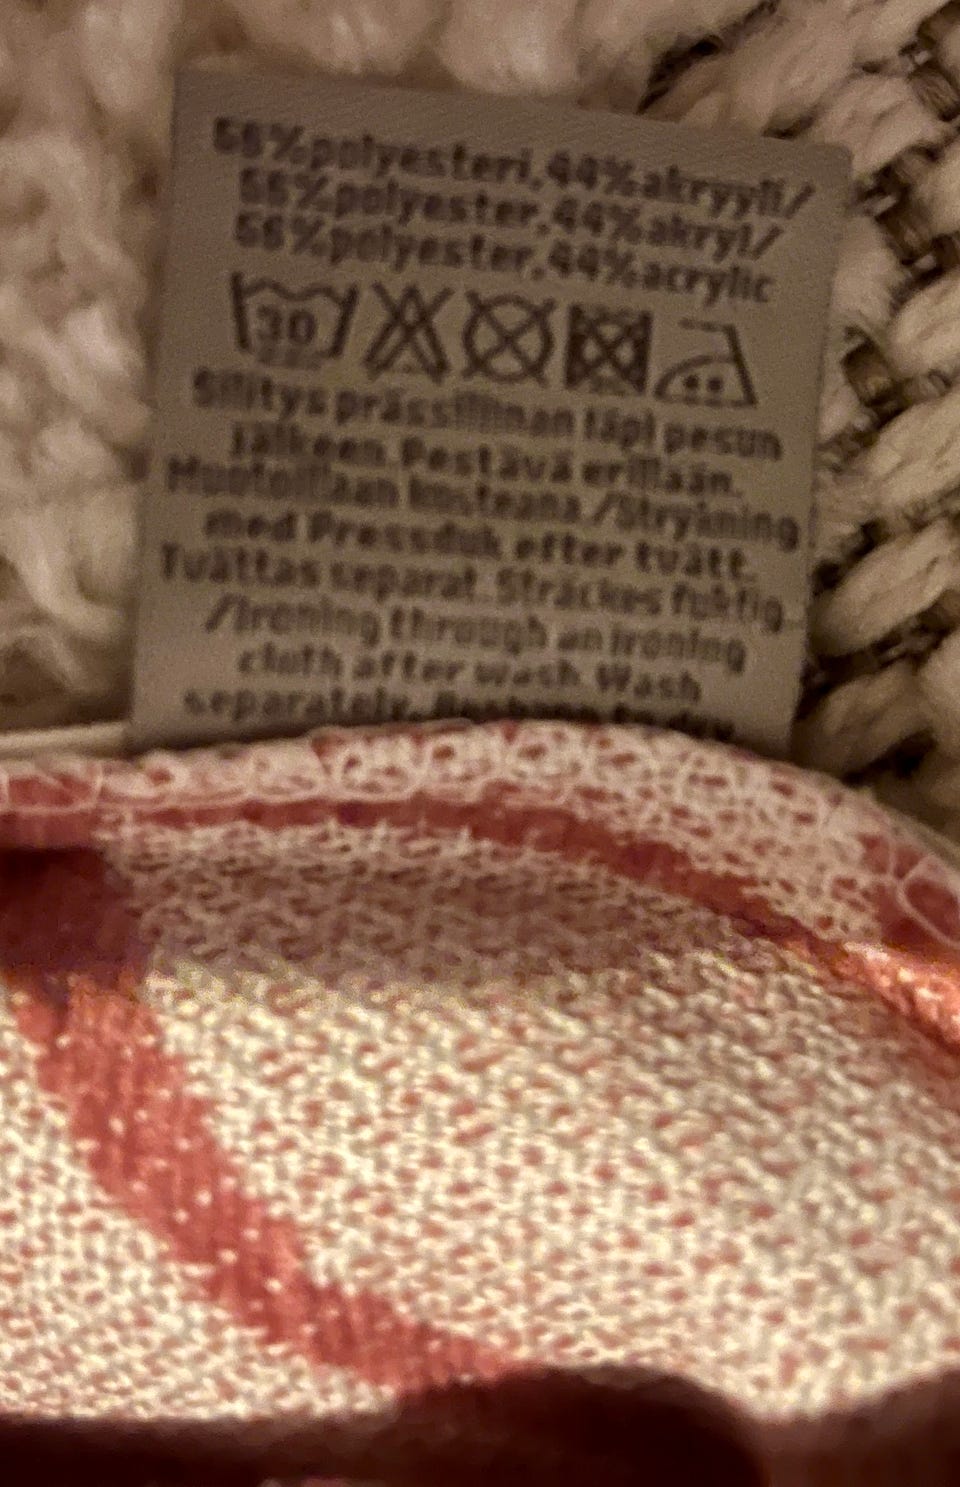 56%polyesteri,44%akryyli/
56%polyester,44%akryl/
56%polyester,44%acrylic
30
Silitys prässiliinan läpi pesun
jälkeen.Pestävä erillään.
Muotoillaan kosteana./Strykning
med Pressduk efter tvätt.
Tvättas separat.Sträckes fuktig.
/Ironing through an ironing
cloth after wash.Wash
separately.